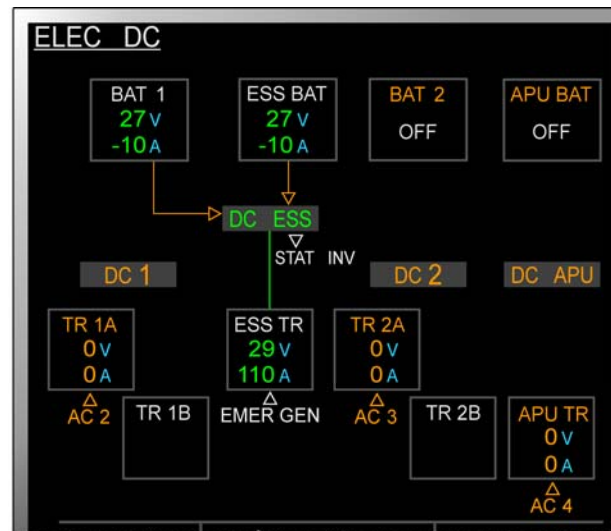 ELEC DC
BAT 1 ESS BAT BAT 2 APU BAT
27 V 27 V OFF OFF
-10 A -10 A
DC ESS
STAT INV
DC 1 DC 2 DC APU
TR 1A ESS TR TR 2A
0 V 29 V 0 V
0 A 110 A 0 A
AC 2 TR 1B EMER GEN AC 3 TR 2B APU TR
0 V
0 A
AC 4